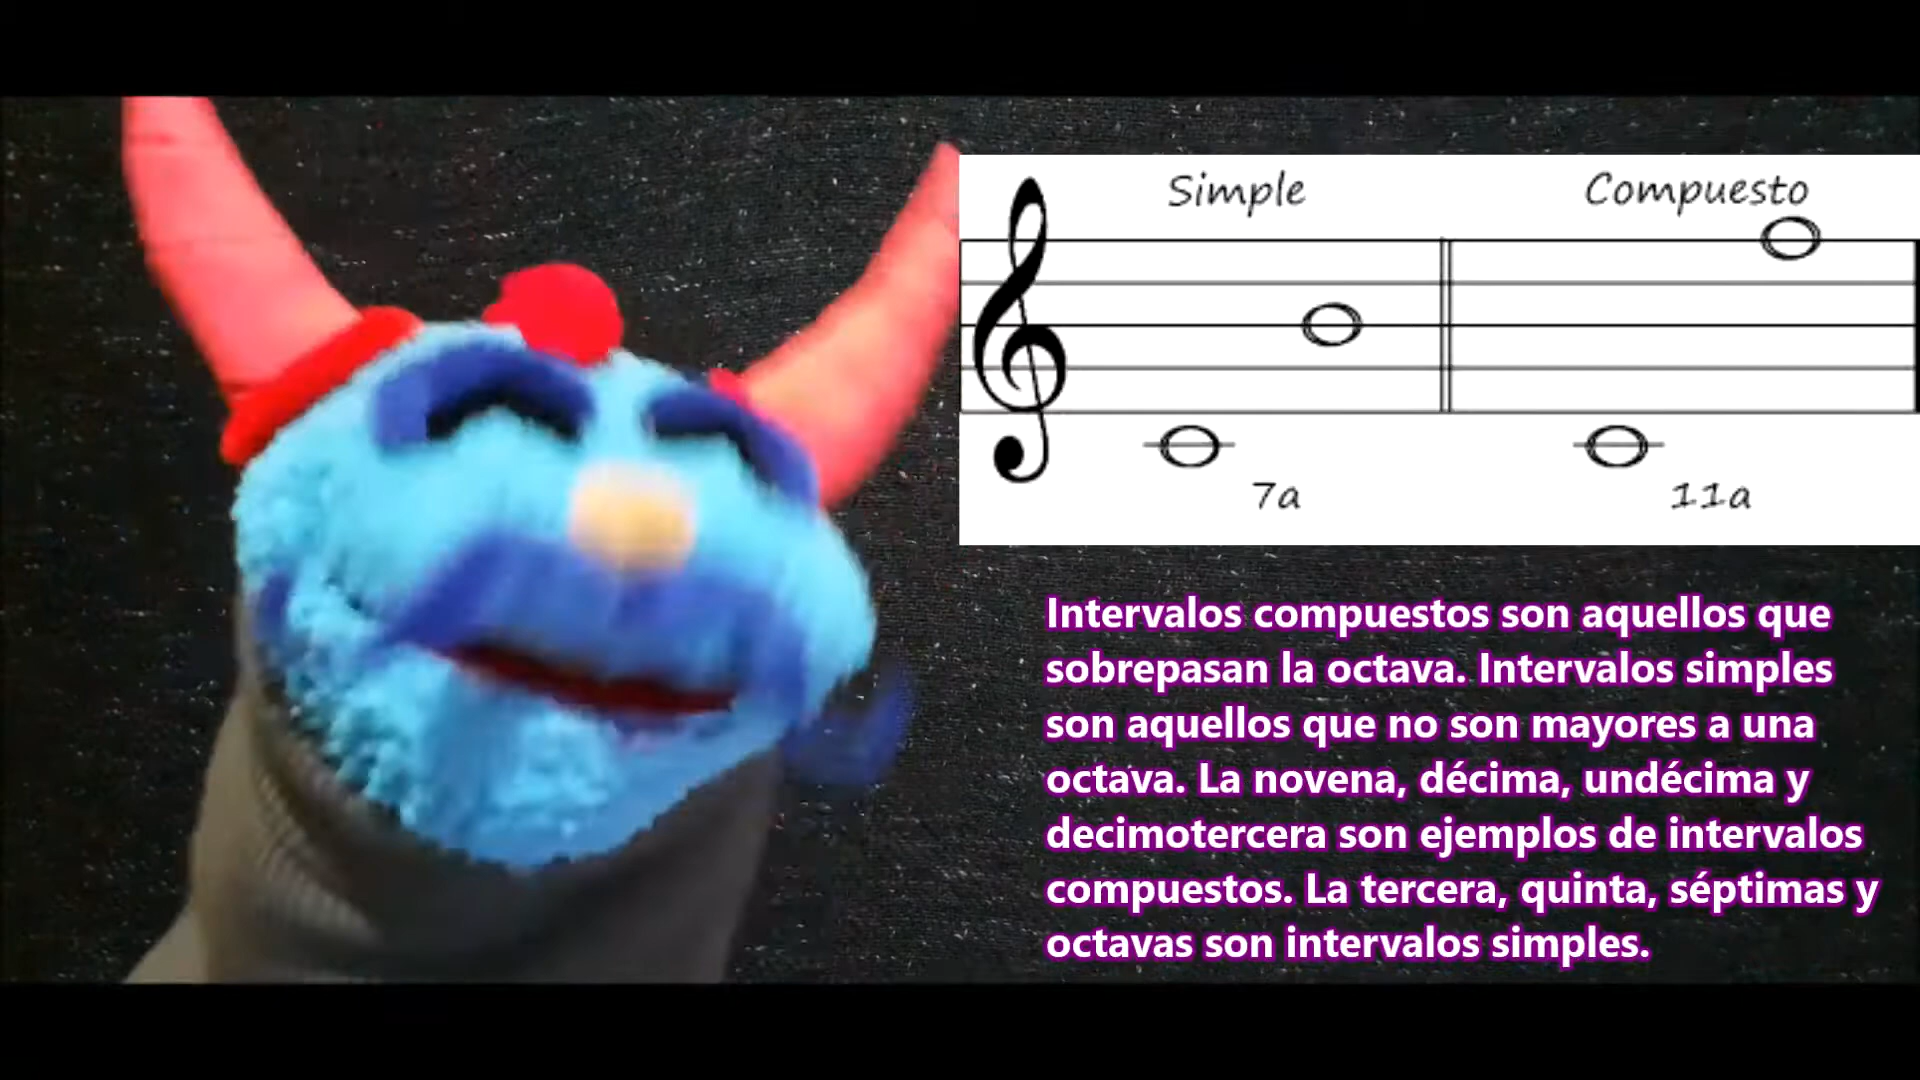 Simple
Compuesto
7a
11a
Intervalos compuestos son aquellos que
sobrepasan la octava. Intervalos simples
son aquellos que no son mayores a una
octava. La novena, décima, undécima y
decimotercera son ejemplos de intervalos
compuestos. La tercera, quinta, séptimas y
octavas son intervalos simples.